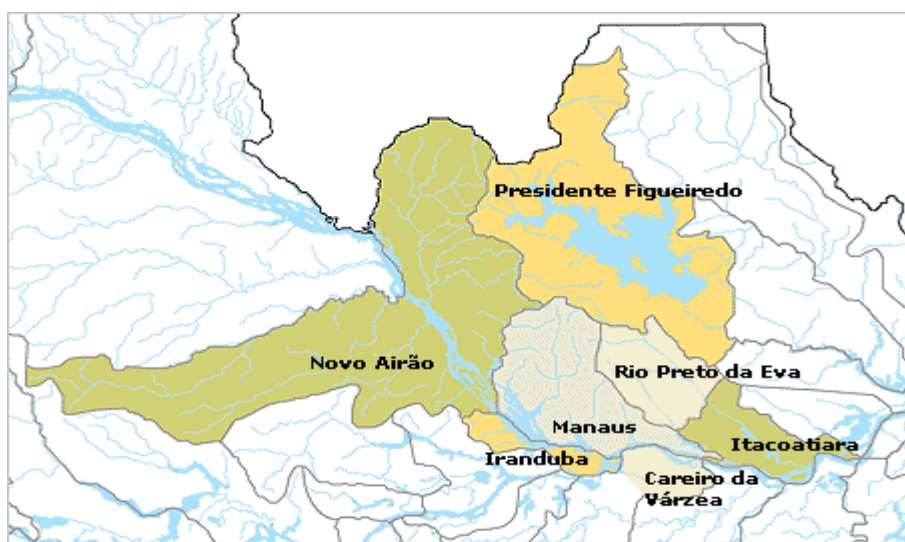 Presidente Figueiredo
Novo Airão
Rio Preto da Eva
Manaus
Itacoatiara
Iranduba
Careiro da
Várzea